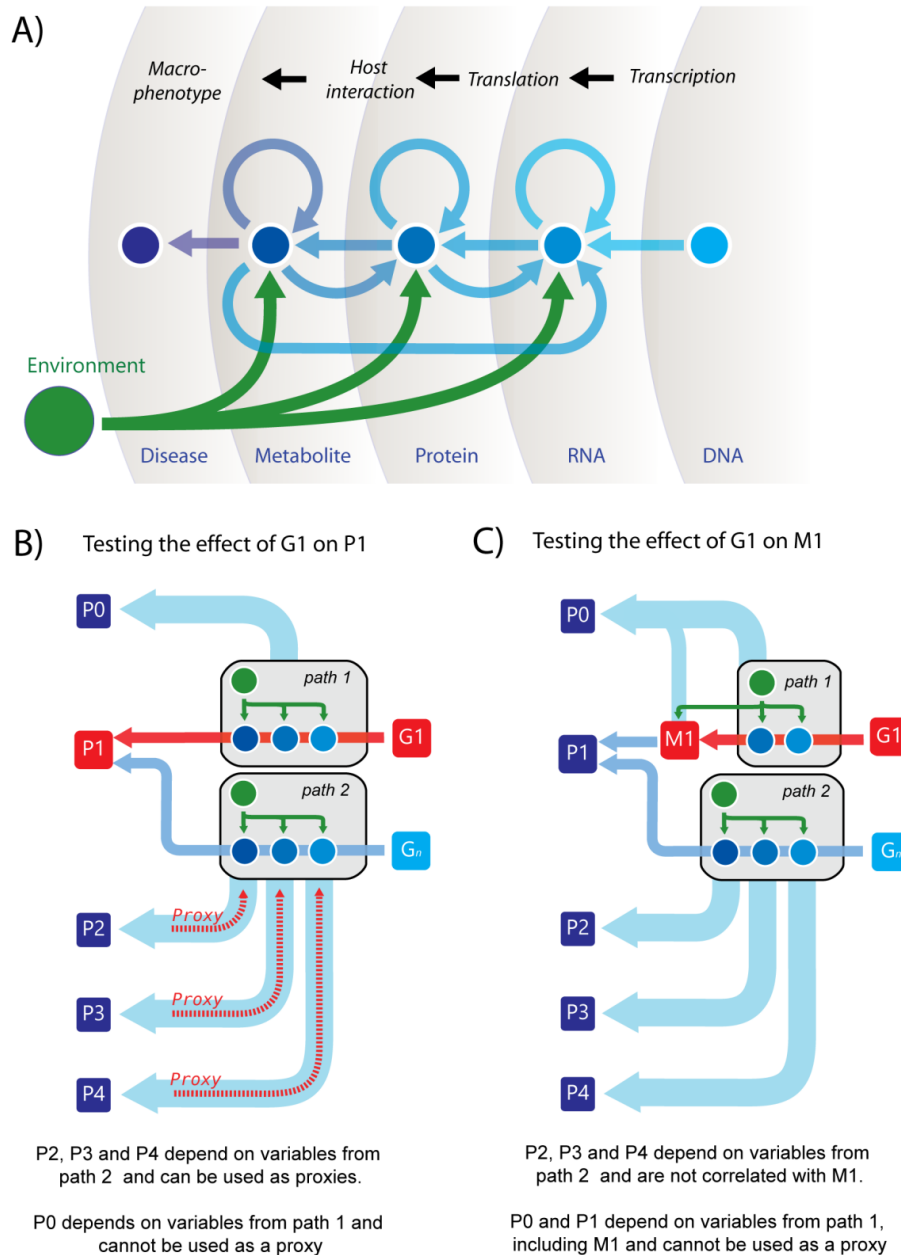 A)
Macro-
phenotype
Host
interaction
Translation
Transcription
Environment
Disease
Metabolite
Protein
RNA
DNA
B)
Testing the effect of G1 on P1
P0
path 1
P1
G1
path 2
Gn
P2
Proxy
P3
Proxy
P4
Proxy
P2, P3 and P4 depend on variables from
path 2 and can be used as proxies.
P0 depends on variables from path 1 and
cannot be used as a proxy
C)
Testing the effect of G1 on M1
P0
path 1
P1
M1
G1
path 2
Gn
P2
P3
P4
P2, P3 and P4 depend on variables from
path 2 and are not correlated with M1.
P0 and P1 depend on variables from path 1,
including M1 and cannot be used as a proxy